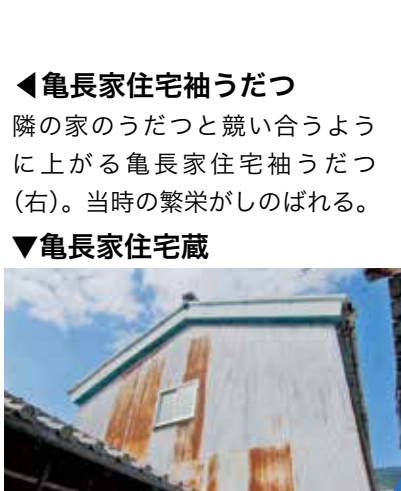 ◀亀長家住宅袖うだつ
隣の家のうだつと競い合うよう
に上がる亀長家住宅袖うだつ
（右）。当時の繁栄がしのばれる。
▼亀長家住宅蔵